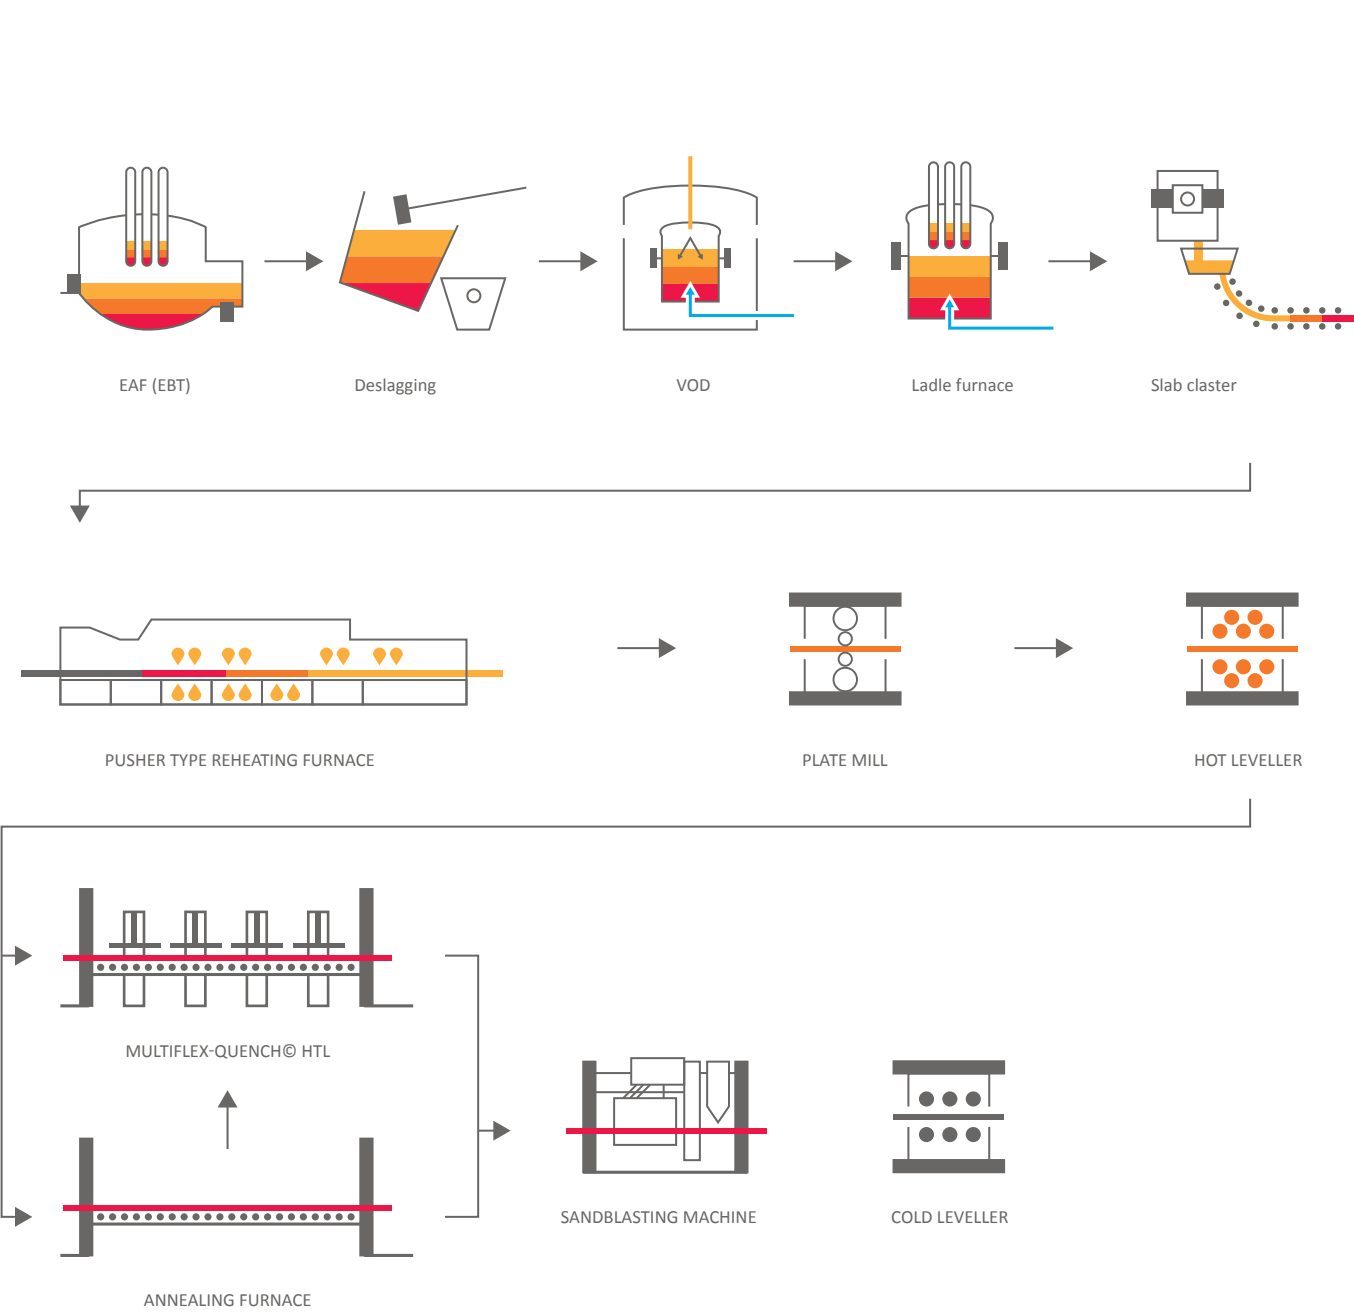 EAF (EBT)
Deslagging
VOD
Ladle furnace
Slab claster
PUSHER TYPE REHEATING FURNACE
PLATE MILL
HOT LEVELLER
MULTIFLEX-QUENCH© HTL
SANDBLASTING MACHINE
COLD LEVELLER
ANNEALING FURNACE